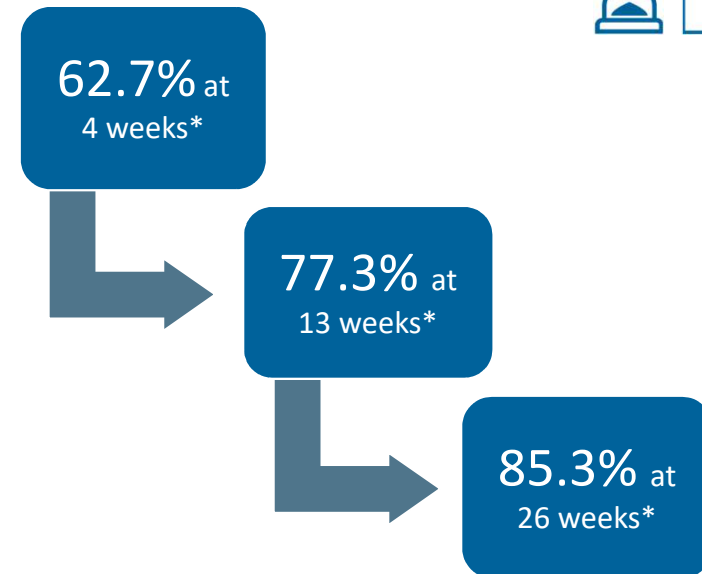 62.7% at
4 weeks*
77.3% at
13 weeks*
85.3% at
26 weeks*